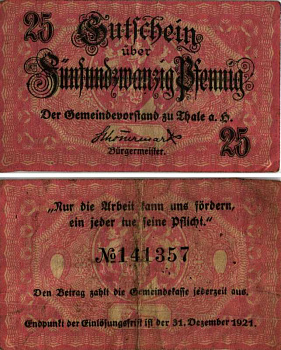 25 Gutschein
über
Fünfundzwanzig Pfennig
Der Gemeindevorstand zu Thale a. H.
Schönermark
Bürgermeister.
25
„Nur die Arbeit kann uns fördern,
ein jeder tue seine Pflicht.“
№141357
Den Betrag zahlt die Gemeindekasse jederzeit aus.
Endpunkt der Einlösungsfrist ist der 31. Dezember 1921.